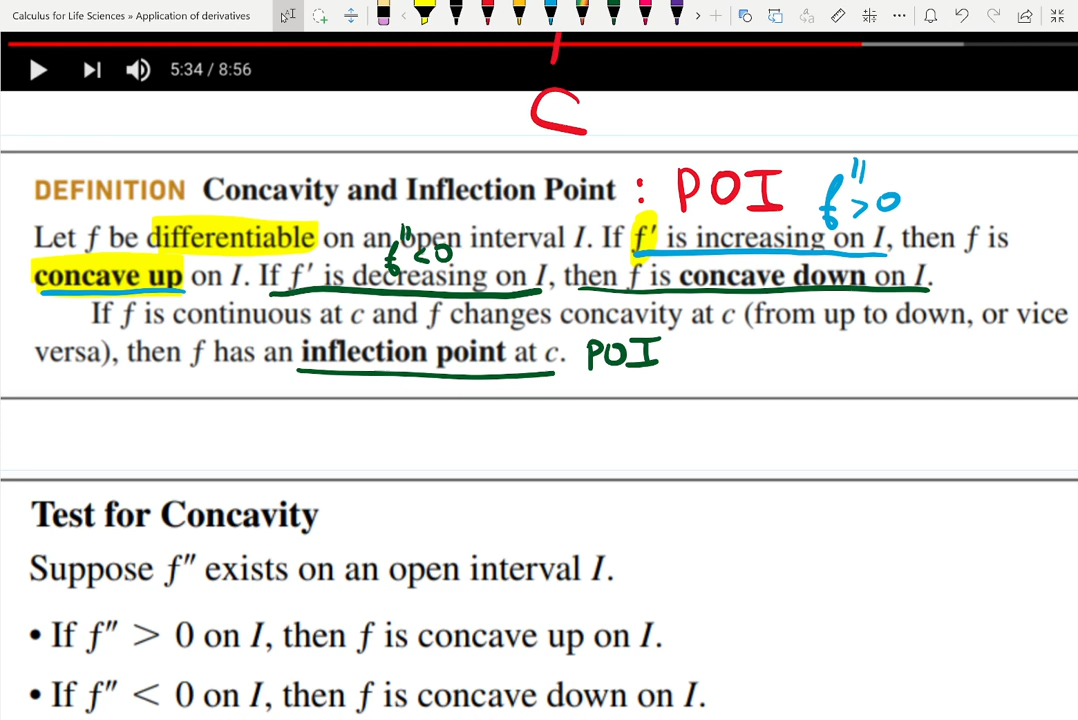 Calculus for Life Sciences » Application of derivatives
5:34 / 8:56
C
DEFINITION Concavity and Inflection Point : POI f″ > 0
Let f be differentiable on an open interval I. If f′ is increasing on I, then f is
f″ < 0
concave up on I. If f′ is decreasing on I, then f is concave down on I.
If f is continuous at c and f changes concavity at c (from up to down, or vice
versa), then f has an inflection point at c. POI
Test for Concavity
Suppose f″ exists on an open interval I.
• If f″ > 0 on I, then f is concave up on I.
• If f″ < 0 on I, then f is concave down on I.